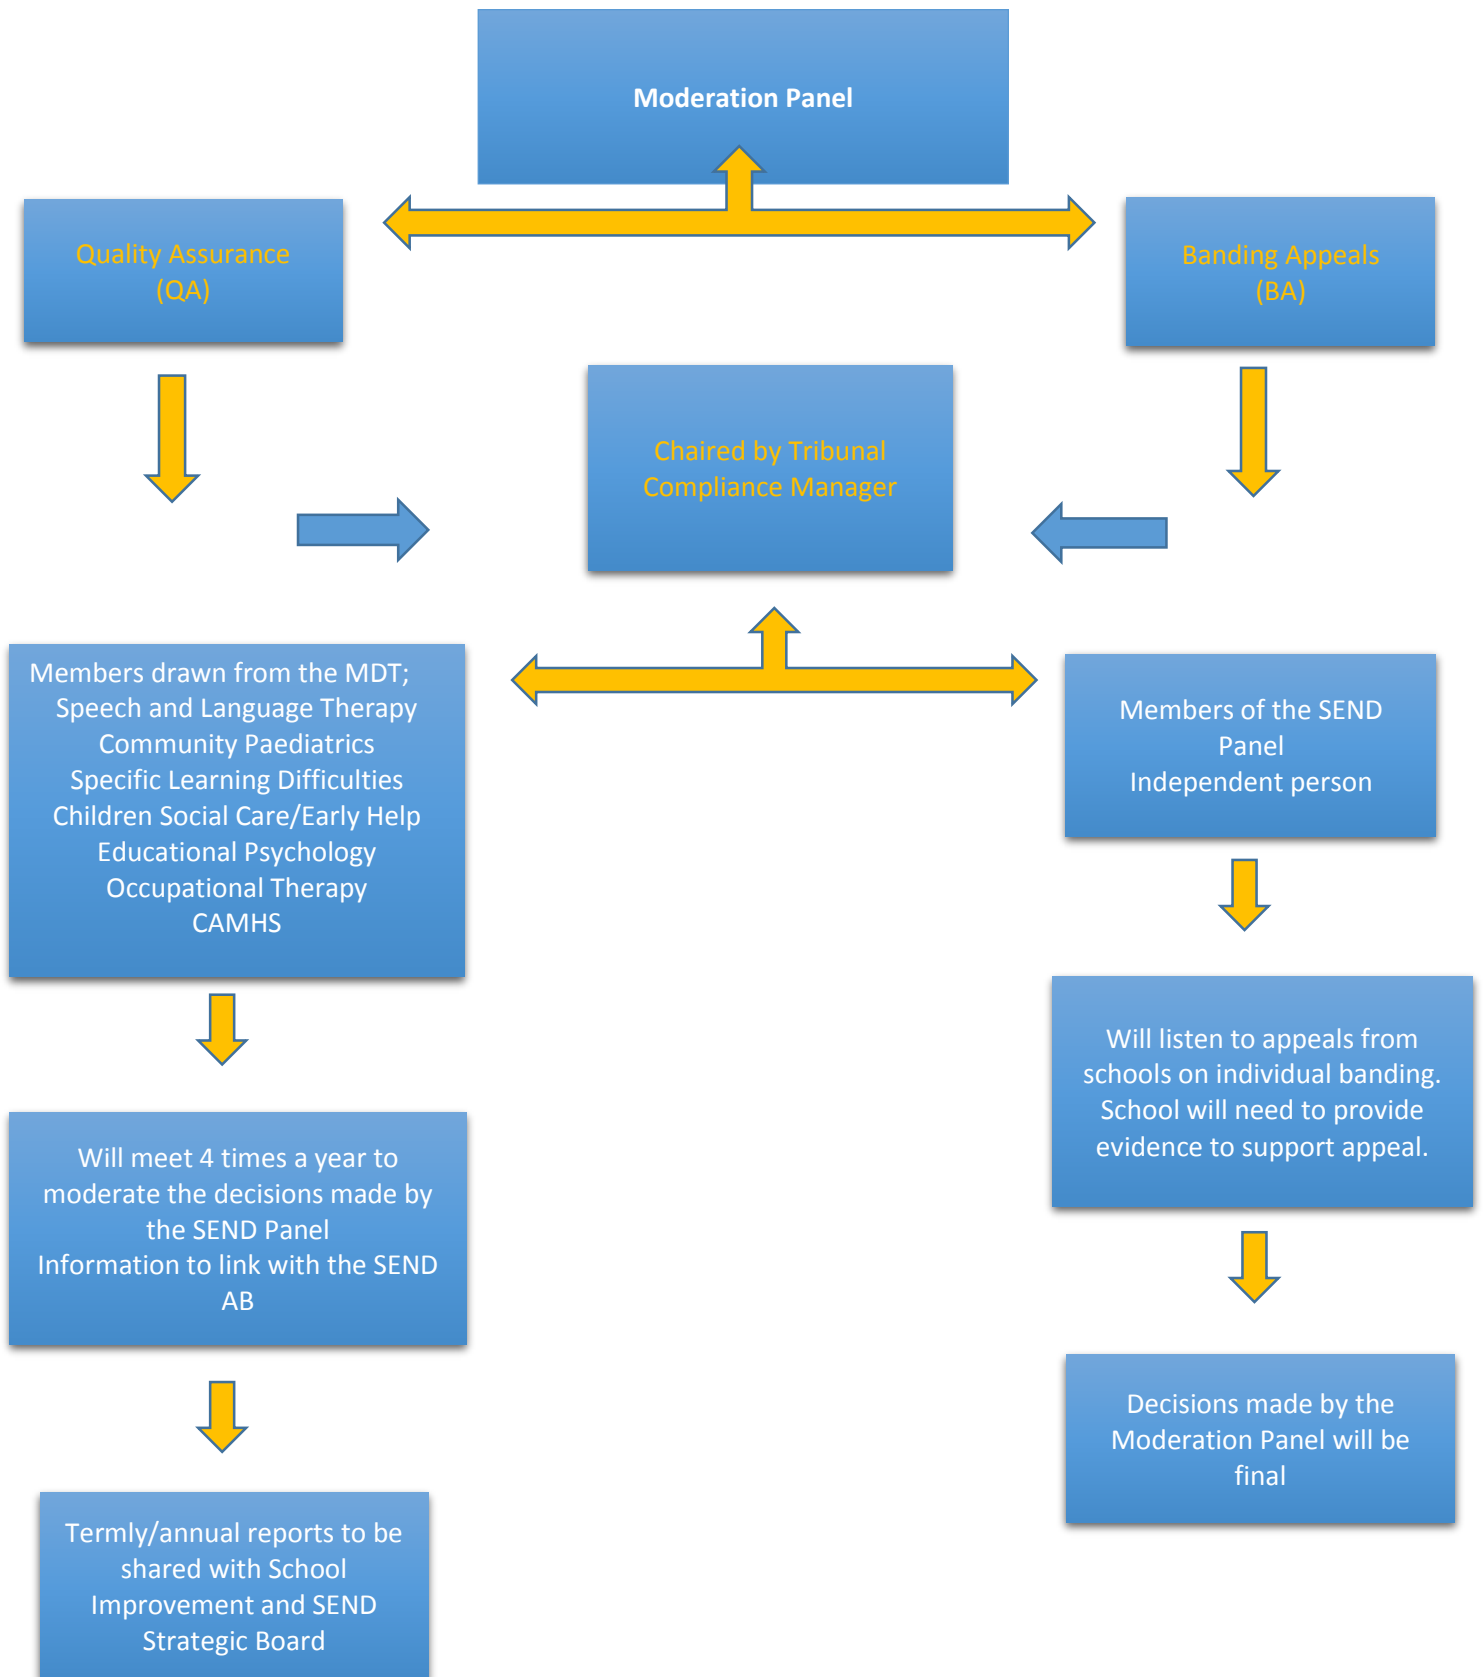 Moderation Panel
Quality Assurance
(QA)
Banding Appeals
(BA)
Chaired by Tribunal
Compliance Manager
Members drawn from the MDT;
Speech and Language Therapy
Community Paediatrics
Specific Learning Difficulties
Children Social Care/Early Help
Educational Psychology
Occupational Therapy
CAMHS
Members of the SEND
Panel
Independent person
Will meet 4 times a year to
moderate the decisions made by
the SEND Panel
Information to link with the SEND
AB
Will listen to appeals from
schools on individual banding.
School will need to provide
evidence to support appeal.
Termly/annual reports to be
shared with School
Improvement and SEND
Strategic Board
Decisions made by the
Moderation Panel will be
final